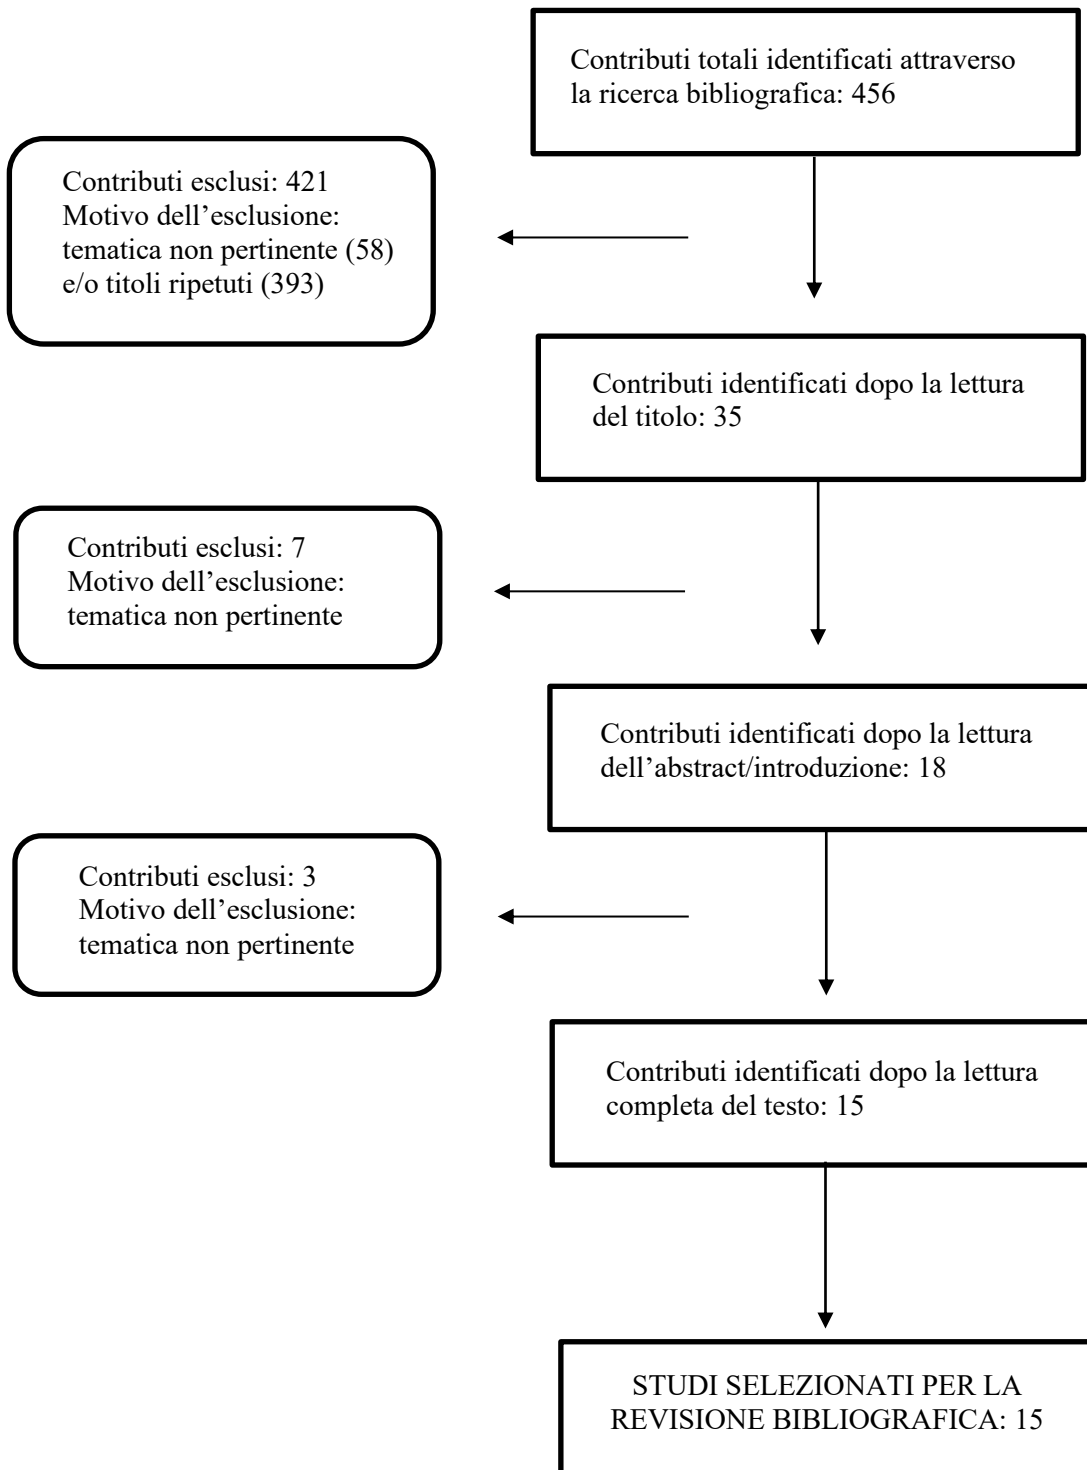 Contributi totali identificati attraverso
la ricerca bibliografica: 456
Contributi esclusi: 421
Motivo dell’esclusione:
tematica non pertinente (58)
e/o titoli ripetuti (393)
Contributi identificati dopo la lettura
del titolo: 35
Contributi esclusi: 7
Motivo dell’esclusione:
tematica non pertinente
Contributi identificati dopo la lettura
dell’abstract/introduzione: 18
Contributi esclusi: 3
Motivo dell’esclusione:
tematica non pertinente
Contributi identificati dopo la lettura
completa del testo: 15
STUDI SELEZIONATI PER LA
REVISIONE BIBLIOGRAFICA: 15